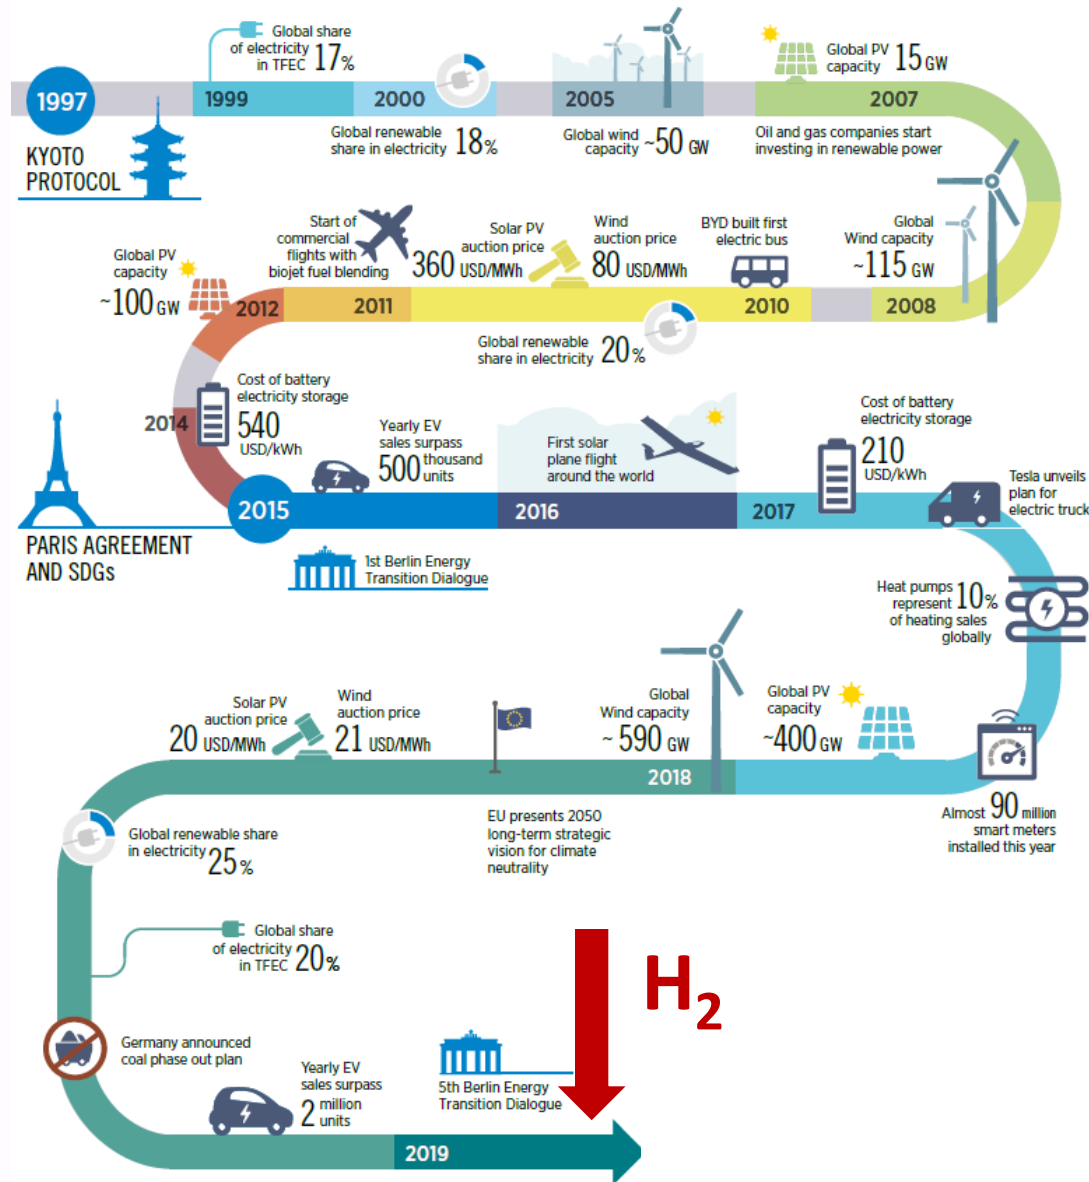 Global share
of electricity
in TFEC 17%
1997
1999
2000
2005
Global PV
capacity 15 GW
2007
KYOTO
PROTOCOL
Global renewable
share in electricity 18%
Global wind
capacity ~50 GW
Oil and gas companies start
investing in renewable power
Global
Wind capacity
~115 GW
2008
BYD built first
electric bus
2010
Wind
auction price
80 USD/MWh
Solar PV
auction price
360 USD/MWh
Global renewable
share in electricity 20%
Start of
commercial
flights with
biojet fuel blending
2011
Global PV
capacity
~100 GW
2012
2014
Cost of battery
electricity storage
540
USD/kWh
PARIS AGREEMENT
AND SDGs
2015
Yearly EV
sales surpass
500 thousand
units
1st Berlin Energy
Transition Dialogue
First solar
plane flight
around the world
2016
2017
Cost of battery
electricity storage
210
USD/kWh
Tesla unveils
plan for
electric truck
Heat pumps
represent 10%
of heating sales
globally
Almost 90 million
smart meters
installed this year
Global PV
capacity
~400 GW
Global
Wind capacity
~ 590 GW
2018
EU presents 2050
long-term strategic
vision for climate
neutrality
Wind
auction price
21 USD/MWh
Solar PV
auction price
20 USD/MWh
Global renewable share
in electricity 25%
Global share
of electricity
in TFEC 20%
Germany announced
coal phase out plan
Yearly EV
sales surpass
2 million
units
5th Berlin Energy
Transition Dialogue
2019
H2